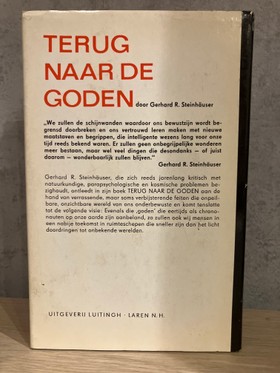 TERUG
NAAR DE
GODEN door Gerhard R. Steinhäuser
„We zullen de schijnwanden waardoor ons bewustzijn wordt be-
grensd doorbreken en ons vertrouwd leren maken met nieuwe
maatstaven en begrippen, die intelligente wezens lang voor onze
tijd reeds bekend waren. Er zullen geen onbegrijpelijke wonderen
meer bestaan, maar wel veel dingen die desondanks — of juist
daarom — wonderbaarlijk zullen blijven."
Gerhard R. Steinhäuser
Gerhard R. Steinhäuser, die zich reeds jarenlang kritisch met
natuurkundige, parapsychologische en kosmische problemen be-
zighoudt, ontleedt in zijn boek TERUG NAAR DE GODEN aan de
hand van verrassende, maar soms verbijsterende feiten die onpeil-
bare, onzichtbare wereld van ons onderbewuste en komt tenslotte
tot de volgende visie: Evenals die ‚goden' die eertijds als chrono-
nauten op onze aarde zijn aanbeland, zo zullen ook wij mensen in
een nabije toekomst in ruimteschepen die sneller zijn dan het licht
doordringen tot onbekende werelden.
UITGEVERIJ LUITINGH - LAREN N.H.